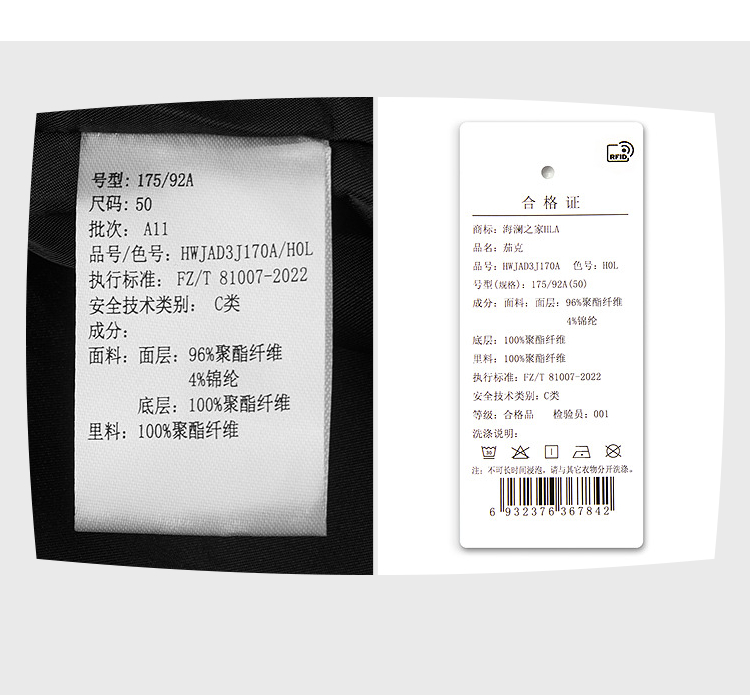 号型: 175/92A
尺码: 50
批次: A11
品号/色号: HWJAD3J170A/H0L
执行标准: FZ/T 81007-2022
安全技术类别: C类
成分:
面料: 面层: 96%聚酯纤维
4%锦纶
底层: 100%聚酯纤维
里料: 100%聚酯纤维
RFID
合格证
商标: 海澜之家HLA
品名: 茄克
品号: HWJAD3J170A 色号: H0L
号型(规格): 175/92A(50)
成分: 面料: 面层: 96%聚酯纤维
4%锦纶
底层: 100%聚酯纤维
里料: 100%聚酯纤维
执行标准: FZ/T 81007-2022
安全技术类别: C类
等级: 合格品 检验员: 001
洗涤说明:
30
注: 不可长时间浸泡, 请与其它衣物分开洗涤.
6 932376 367842